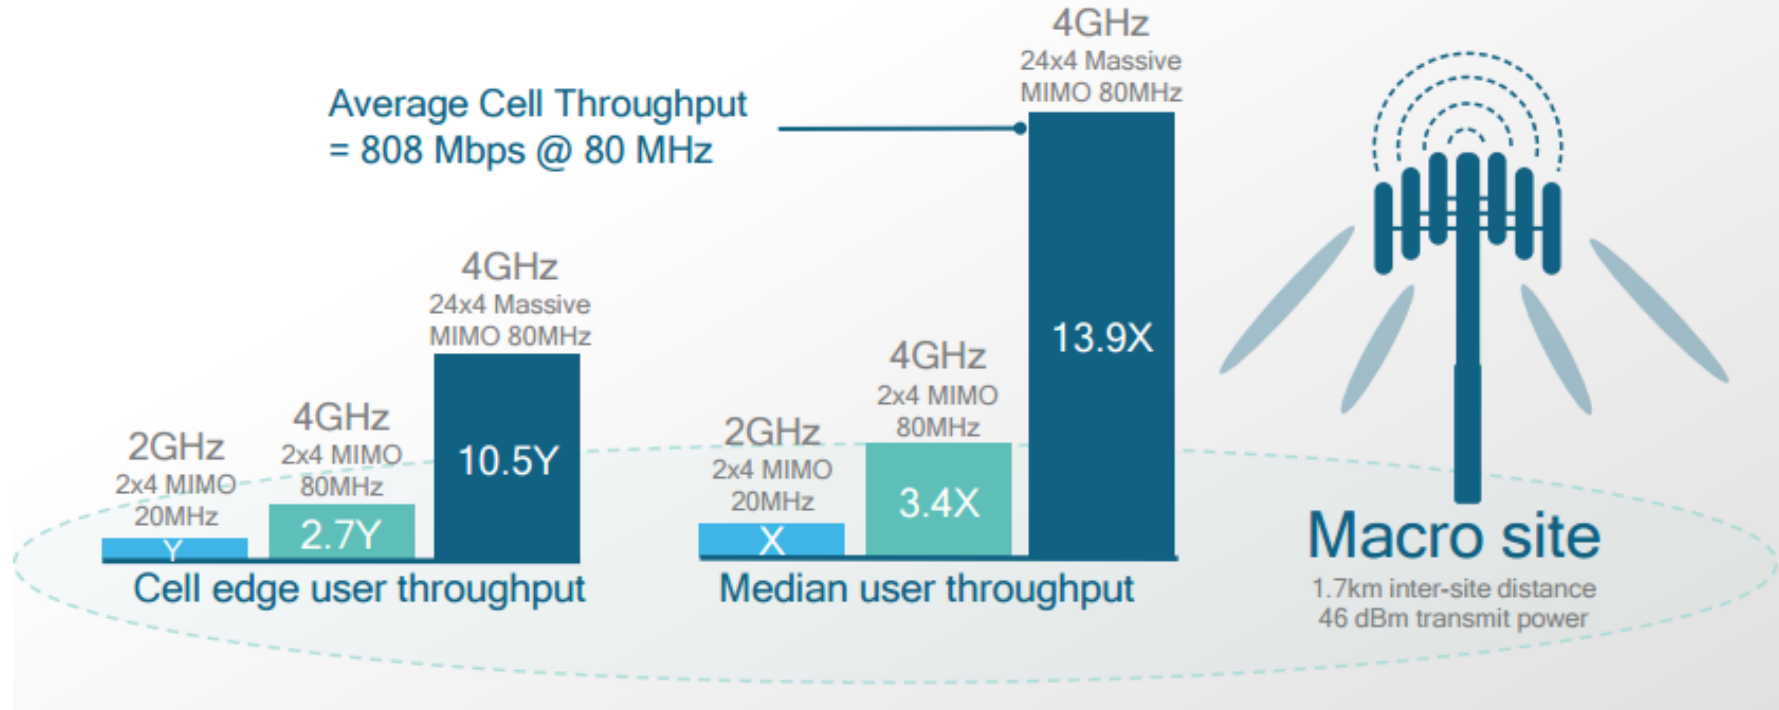 Average Cell Throughput
= 808 Mbps @ 80 MHz
2GHz
2x4 MIMO
20MHz
Y
4GHz
2x4 MIMO
80MHz
2.7Y
4GHz
24x4 Massive
MIMO 80MHz
10.5Y
Cell edge user throughput
2GHz
2x4 MIMO
20MHz
X
4GHz
2x4 MIMO
80MHz
3.4X
4GHz
24x4 Massive
MIMO 80MHz
13.9X
Median user throughput
Macro site
1.7km inter-site distance
46 dBm transmit power